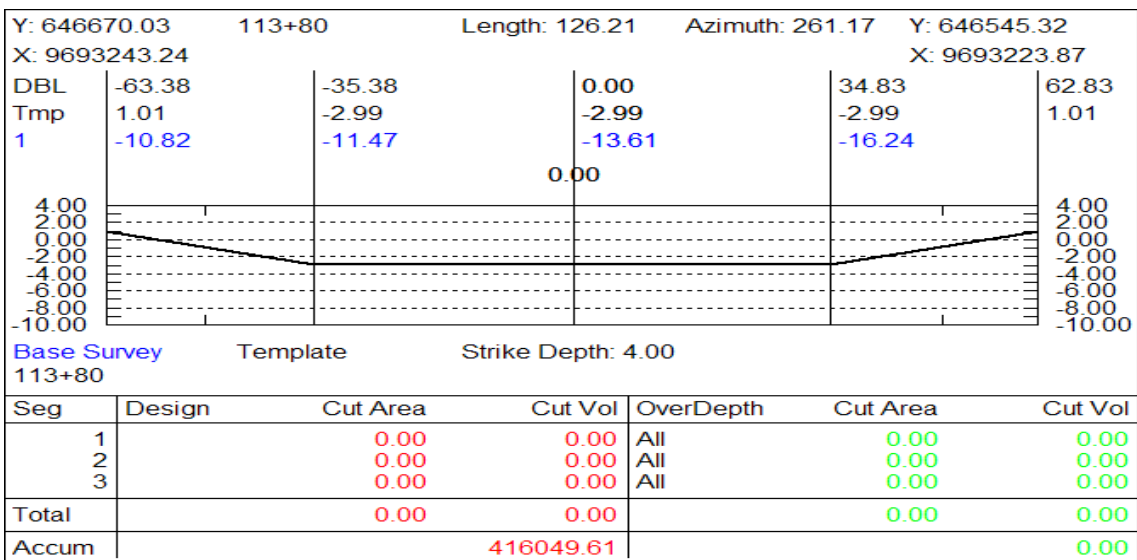 Y: 646670.03 113+80 Length: 126.21 Azimuth: 261.17 Y: 646545.32
X: 9693243.24 X: 9693223.87
DBL -63.38 -35.38 0.00 34.83 62.83
Tmp 1.01 -2.99 -2.99 -2.99 1.01
1 -10.82 -11.47 -13.61 -16.24
0.00
4.00 4.00
2.00 2.00
0.00 0.00
-2.00 -2.00
-4.00 -4.00
-6.00 -6.00
-8.00 -8.00
-10.00 -10.00
Base Survey Template Strike Depth: 4.00
113+80
Seg Design Cut Area Cut Vol OverDepth Cut Area Cut Vol
1 0.00 0.00 All 0.00 0.00
2 0.00 0.00 All 0.00 0.00
3 0.00 0.00 All 0.00 0.00
Total 0.00 0.00 0.00 0.00
Accum 416049.61 0.00